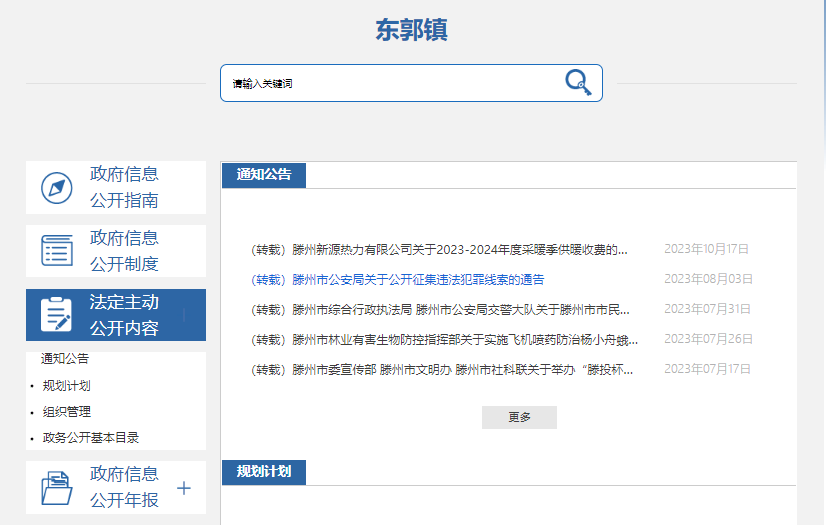 东郭镇
请输入关键词
政府信息
公开指南
政府信息
公开制度
法定主动
公开内容
通知公告
规划计划
组织管理
政务公开基本目录
政府信息
公开年报
通知公告
（转载）滕州新源热力有限公司关于2023-2024年度采暖季供暖收费的... 2023年10月17日
（转载）滕州市公安局关于公开征集违法犯罪线索的通告 2023年08月03日
（转载）滕州市综合行政执法局 滕州市公安局交警大队关于滕州市市民... 2023年07月31日
（转载）滕州市林业有害生物防控指挥部关于实施飞机喷药防治杨小舟蛾... 2023年07月26日
（转载）滕州市委宣传部 滕州市文明办 滕州市社科联关于举办“滕投杯... 2023年07月17日
更多
规划计划